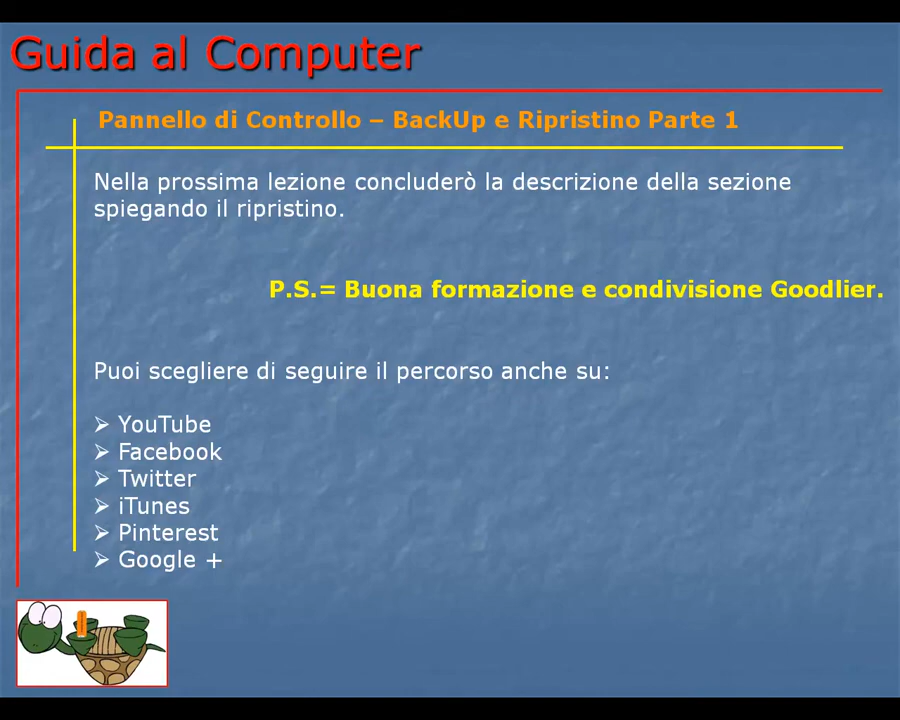 Guida al Computer
Pannello di Controllo – BackUp e Ripristino Parte 1
Nella prossima lezione concluderò la descrizione della sezione
spiegando il ripristino.
P.S.= Buona formazione e condivisione Goodlier.
Puoi scegliere di seguire il percorso anche su:
➢ YouTube
➢ Facebook
➢ Twitter
➢ iTunes
➢ Pinterest
➢ Google +